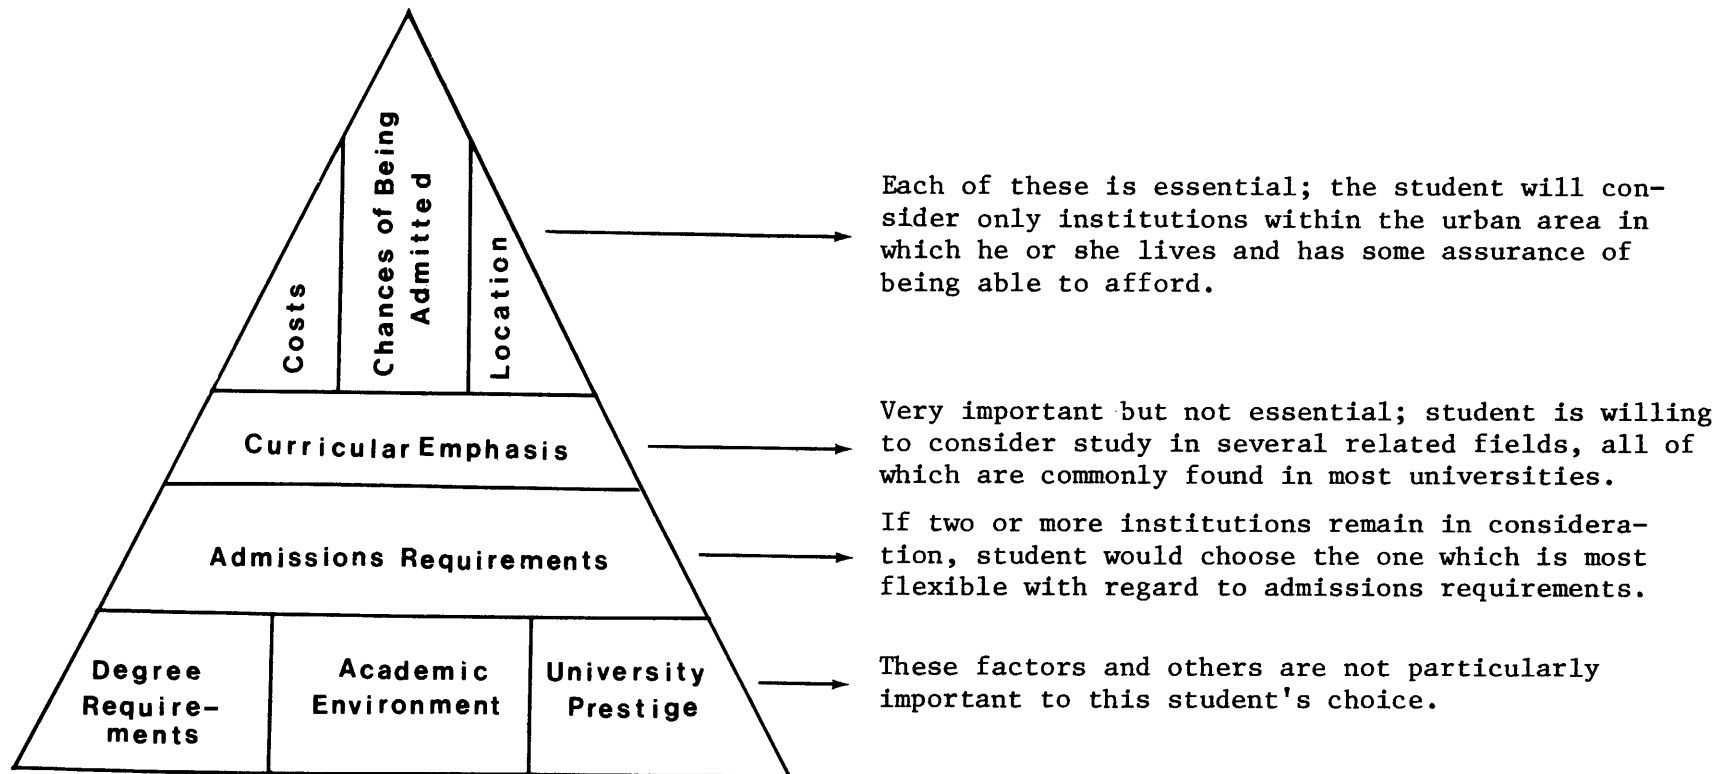 Costs
Chances of Being
Admitted
Location
Each of these is essential; the student will con-
sider only institutions within the urban area in
which he or she lives and has some assurance of
being able to afford.
Curricular Emphasis
Very important but not essential; student is willing
to consider study in several related fields, all of
which are commonly found in most universities.
Admissions Requirements
If two or more institutions remain in considera-
tion, student would choose the one which is most
flexible with regard to admissions requirements.
Degree
Require-
ments
Academic
Environment
University
Prestige
These factors and others are not particularly
important to this student's choice.